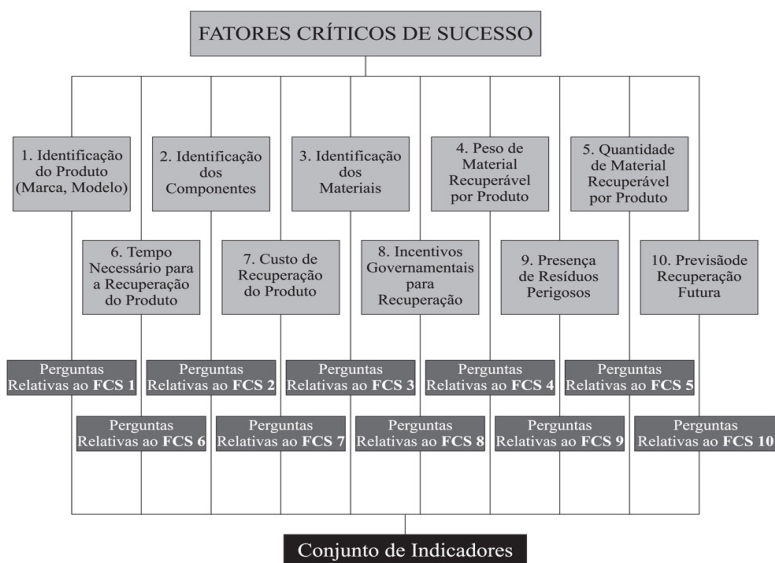 FATORES CRÍTICOS DE SUCESSO
1. Identificação
do Produto
(Marca, Modelo)
2. Identificação
dos
Componentes
3. Identificação
dos
Materiais
4. Peso de
Material
Recuperável
por Produto
5. Quantidade
de Material
Recuperável
por Produto
6. Tempo
Necessário para
a Recuperação
do Produto
7. Custo de
Recuperação
do Produto
8. Incentivos
Governamentais
para
Recuperação
9. Presença
de Resíduos
Perigosos
10. Previsãode
Recuperação
Futura
Perguntas
Relativas ao FCS 1
Perguntas
Relativas ao FCS 2
Perguntas
Relativas ao FCS 3
Perguntas
Relativas ao FCS 4
Perguntas
Relativas ao FCS 5
Perguntas
Relativas ao FCS 6
Perguntas
Relativas ao FCS 7
Perguntas
Relativas ao FCS 8
Perguntas
Relativas ao FCS 9
Perguntas
Relativas ao FCS 10
Conjunto de Indicadores